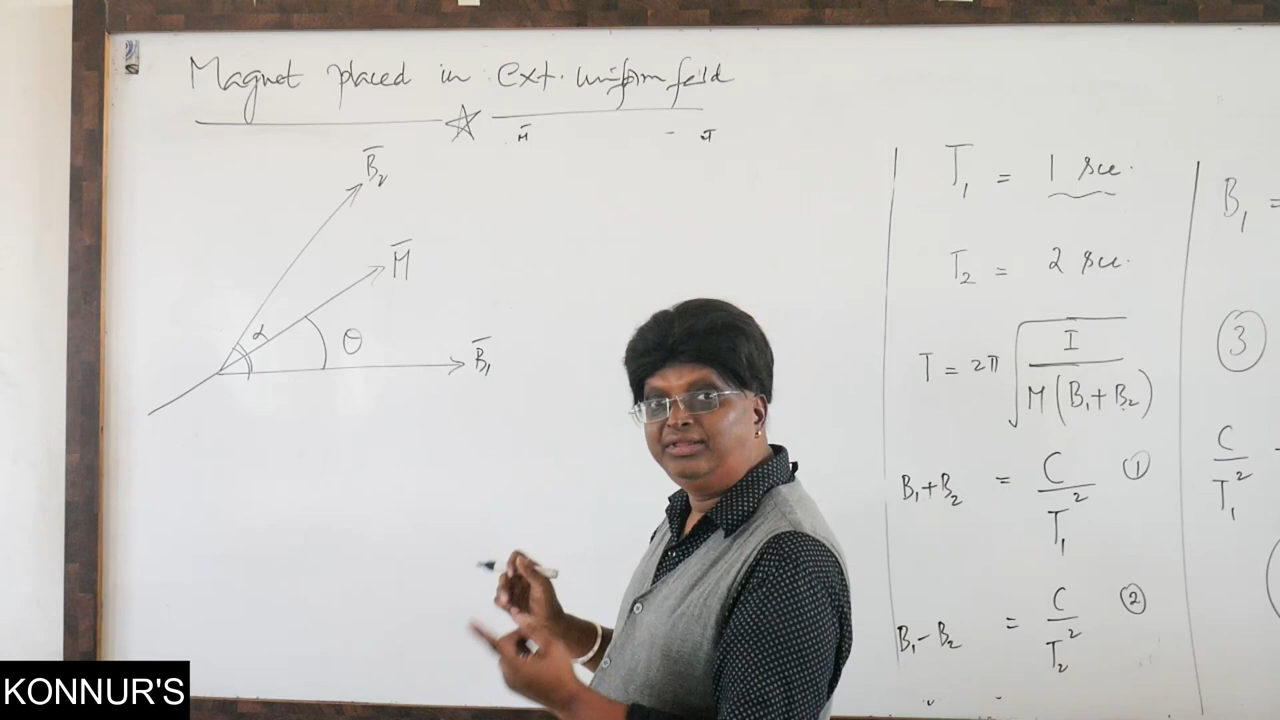 Magnet placed in ext. uniform field
B̅₂
M̅
α
θ
B̅₁
T₁ = 1 sec.
T₂ = 2 sec.
T = 2π √(I / M(B₁+B₂))
B₁+B₂ = C/T₁² ①
B₁-B₂ = C/T₂² ②
B₁ =
③
C/T₁²
KONNUR'S